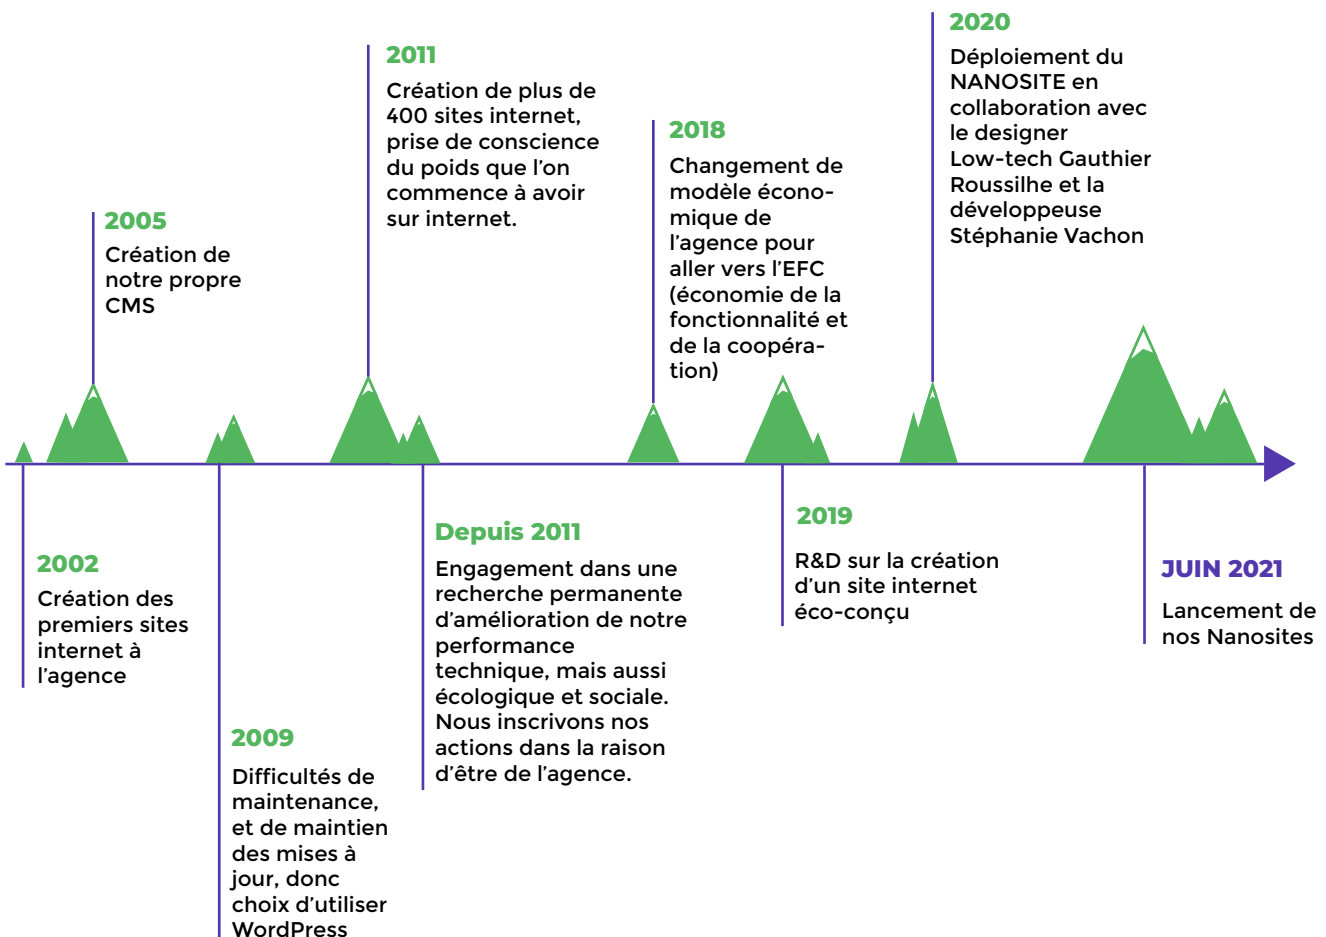 2002
Création des
premiers sites
internet à
l’agence
2005
Création de
notre propre
CMS
2009
Difficultés de
maintenance,
et de maintien
des mises à
jour, donc
choix d’utiliser
WordPress
2011
Création de plus de
400 sites internet,
prise de conscience
du poids que l’on
commence à avoir
sur internet.
Depuis 2011
Engagement dans une
recherche permanente
d’amélioration de notre
performance
technique, mais aussi
écologique et sociale.
Nous inscrivons nos
actions dans la raison
d’être de l’agence.
2018
Changement de
modèle écono-
mique de
l’agence pour
aller vers l’EFC
(économie de la
fonctionnalité et
de la coopéra-
tion)
2019
R&D sur la création
d’un site internet
éco-conçu
2020
Déploiement du
NANOSITE en
collaboration avec
le designer
Low-tech Gauthier
Roussilhe et la
développeuse
Stéphanie Vachon
JUIN 2021
Lancement de
nos Nanosites